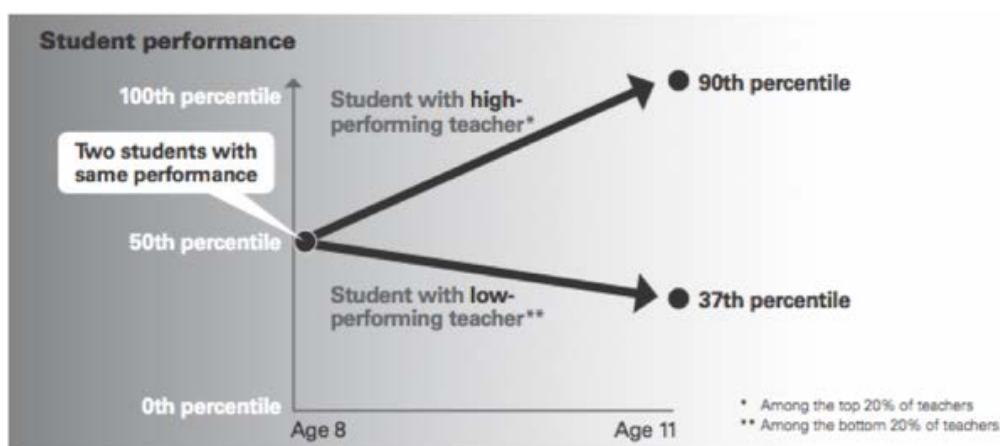 Student performance
100th percentile
Student with high-
performing teacher*
90th percentile
Two students with
same performance
50th percentile
Student with low-
performing teacher**
37th percentile
0th percentile
Age 8
Age 11
* Among the top 20% of teachers
** Among the bottom 20% of teachers